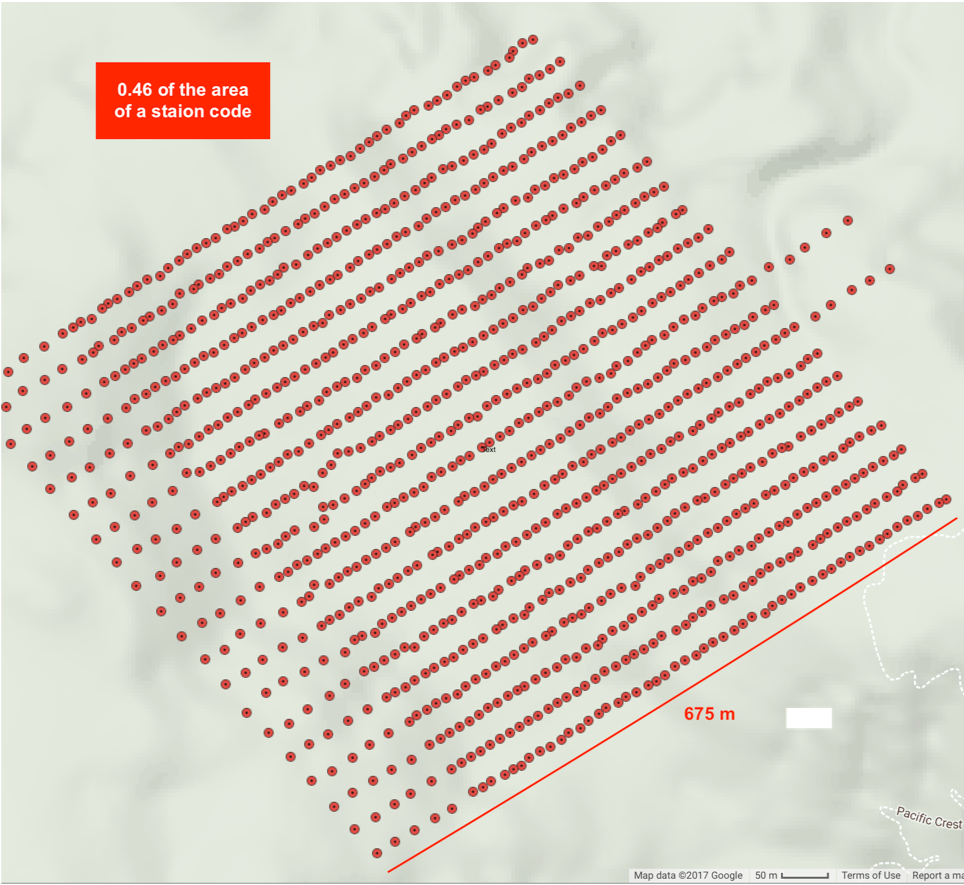 0.46 of the area
of a staion code
Text
675 m
Pacific Crest
Map data ©2017 Google 50 m Terms of Use Report a ma